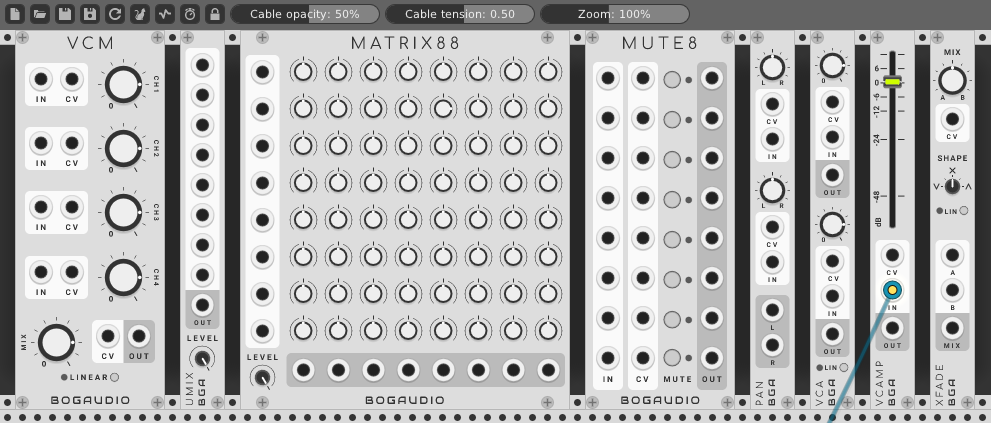 Cable opacity: 50%
Cable tension: 0.50
Zoom: 100%
VCM
IN CV
CH1
IN CV
CH2
IN CV
CH3
IN CV
CH4
MIX
CV OUT
LINEAR
BOGAUDIO
OUT
LEVEL
UMIX
BGA
MATRIX88
LEVEL
BOGAUDIO
MUTE8
IN CV MUTE OUT
BOGAUDIO
L R
CV
IN
L R
CV
IN
L
R
PAN
BGA
0
CV
IN
OUT
0
CV
IN
OUT
LIN
VCA
BGA
6
0
-6
-12
-24
-48
dB
CV
IN
OUT
VCAMP
BGA
MIX
A B
CV
SHAPE
LIN
A
B
MIX
XFADE
BGA